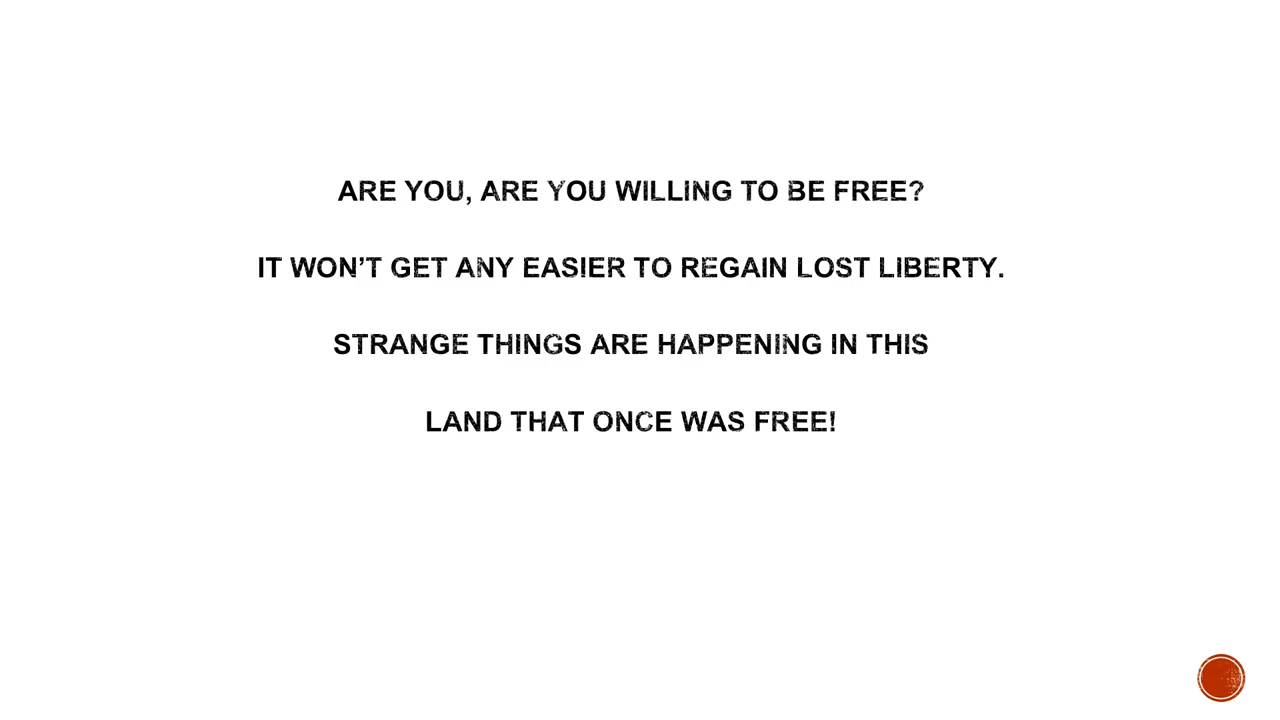 ARE YOU, ARE YOU WILLING TO BE FREE?
IT WON’T GET ANY EASIER TO REGAIN LOST LIBERTY.
STRANGE THINGS ARE HAPPENING IN THIS
LAND THAT ONCE WAS FREE!